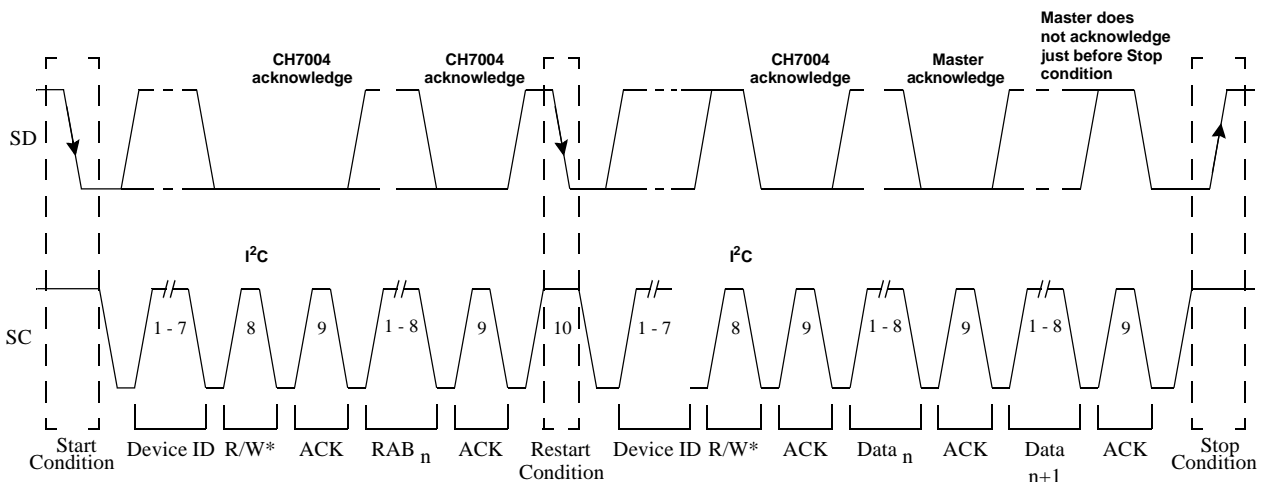 Master does
not acknowledge
just before Stop
condition
CH7004
acknowledge
CH7004
acknowledge
CH7004
acknowledge
Master
acknowledge
SD
I2C
I2C
SC
1 - 7
8
9
1 - 8
9
10
1 - 7
8
9
1 - 8
9
1 - 8
9
Start
Condition
Device ID
R/W*
ACK
RAB n
ACK
Restart
Condition
Device ID
R/W*
ACK
Data n
ACK
Data
n+1
ACK
Stop
Condition